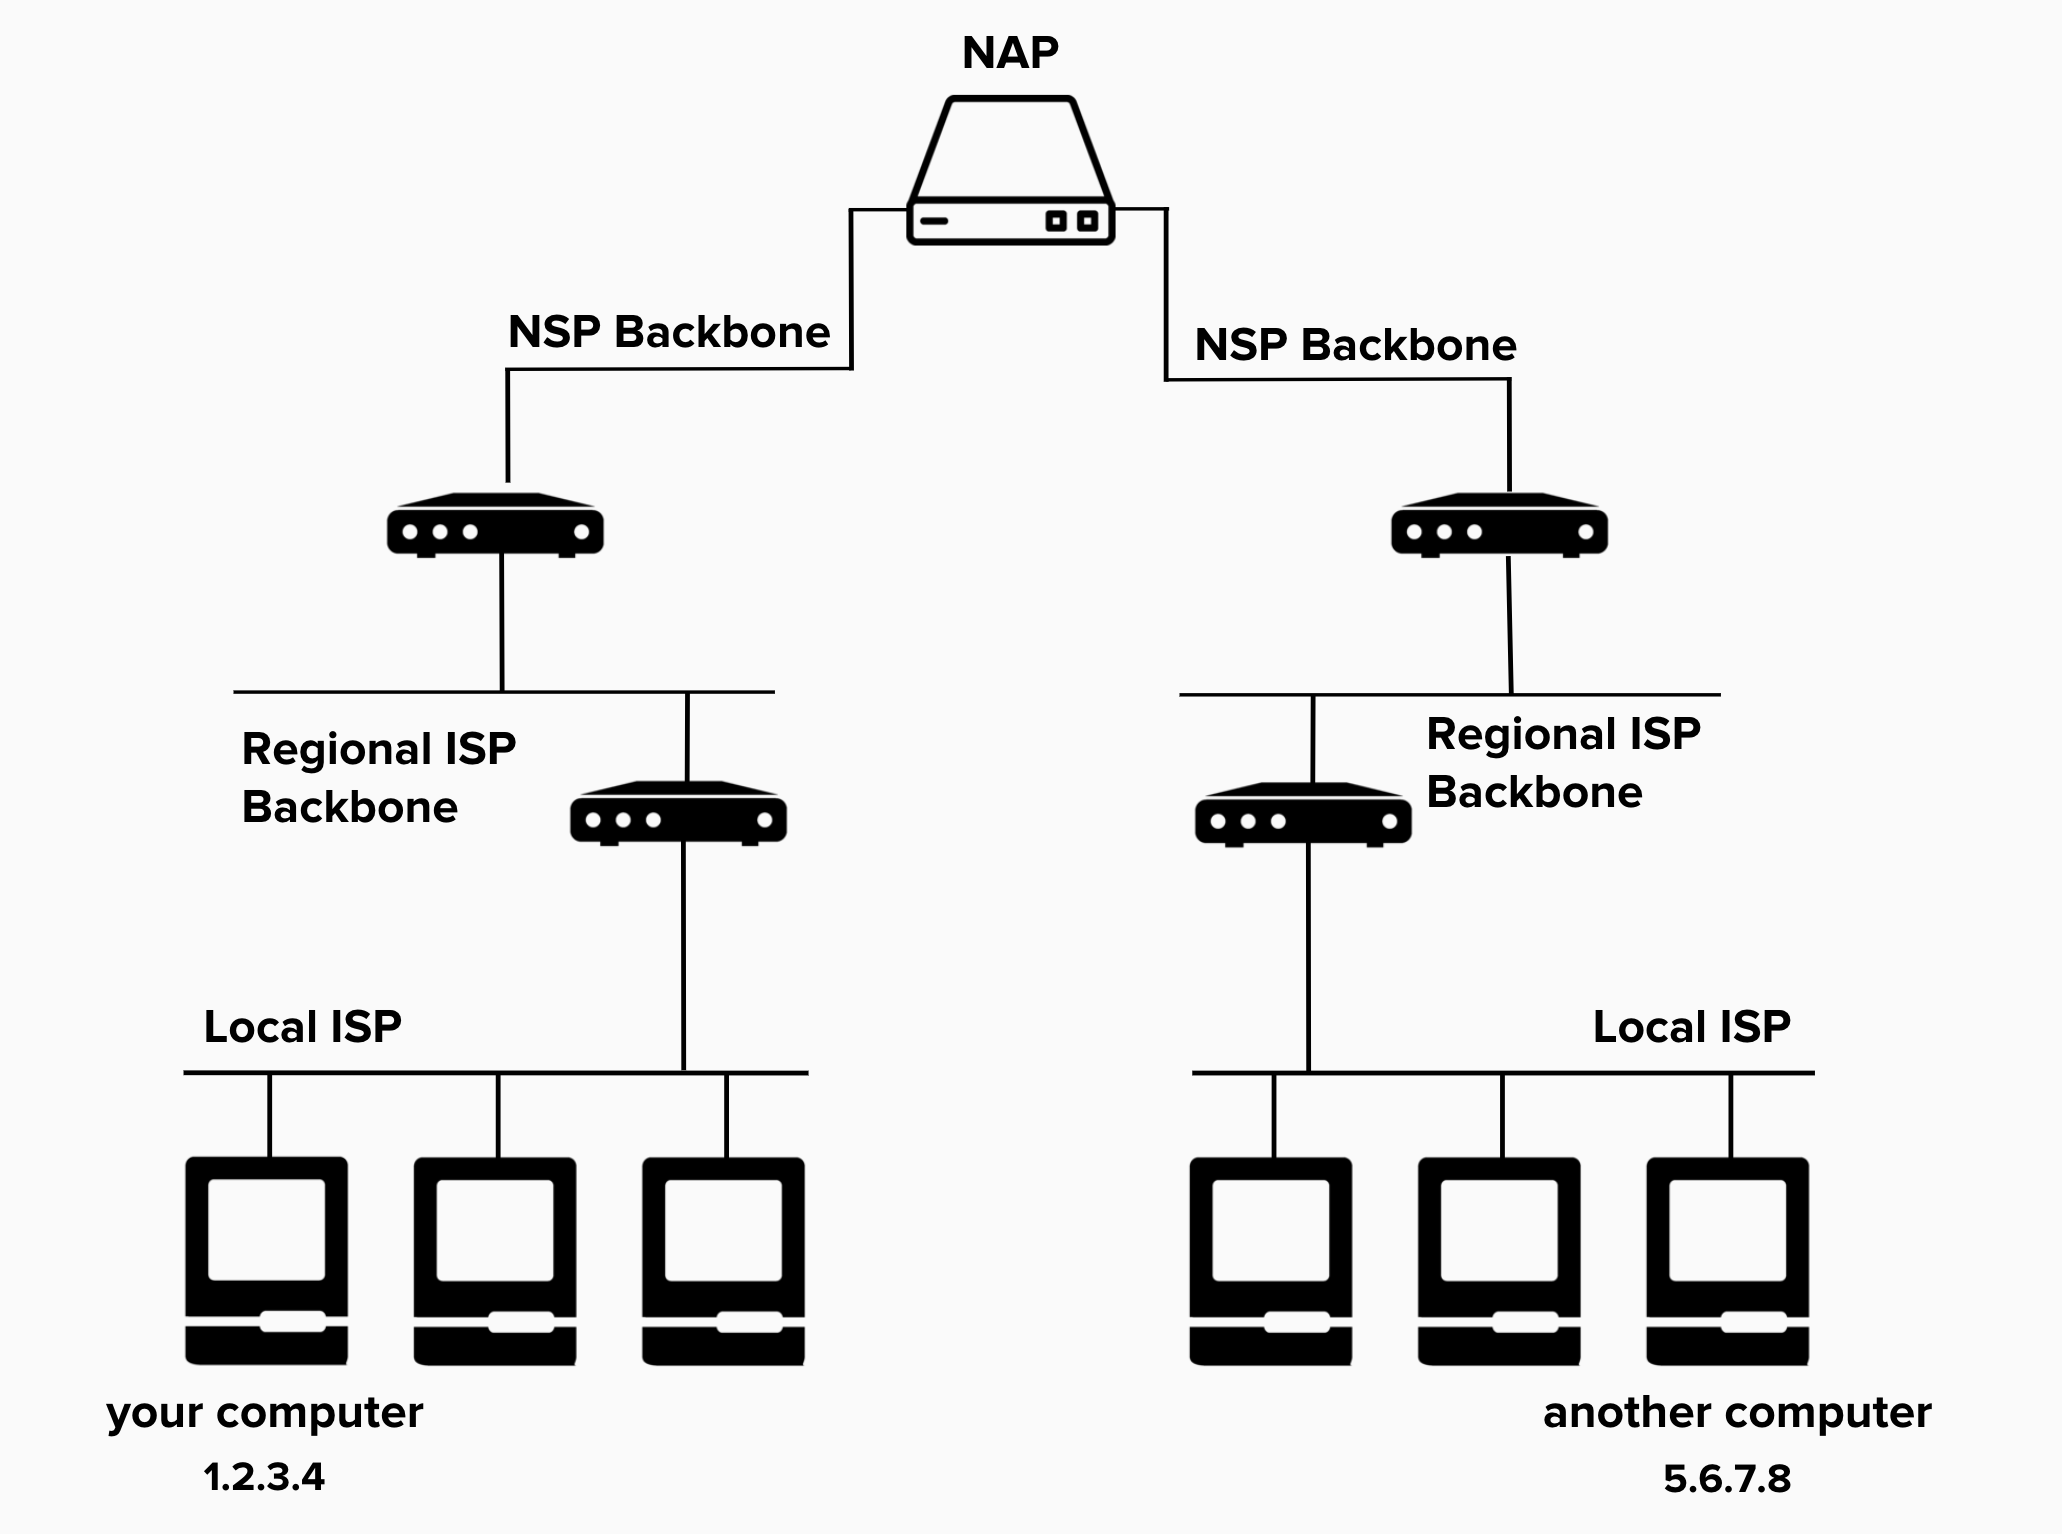 NAP
NSP Backbone
NSP Backbone
Regional ISP
Backbone
Regional ISP
Backbone
Local ISP
Local ISP
your computer
1.2.3.4
another computer
5.6.7.8